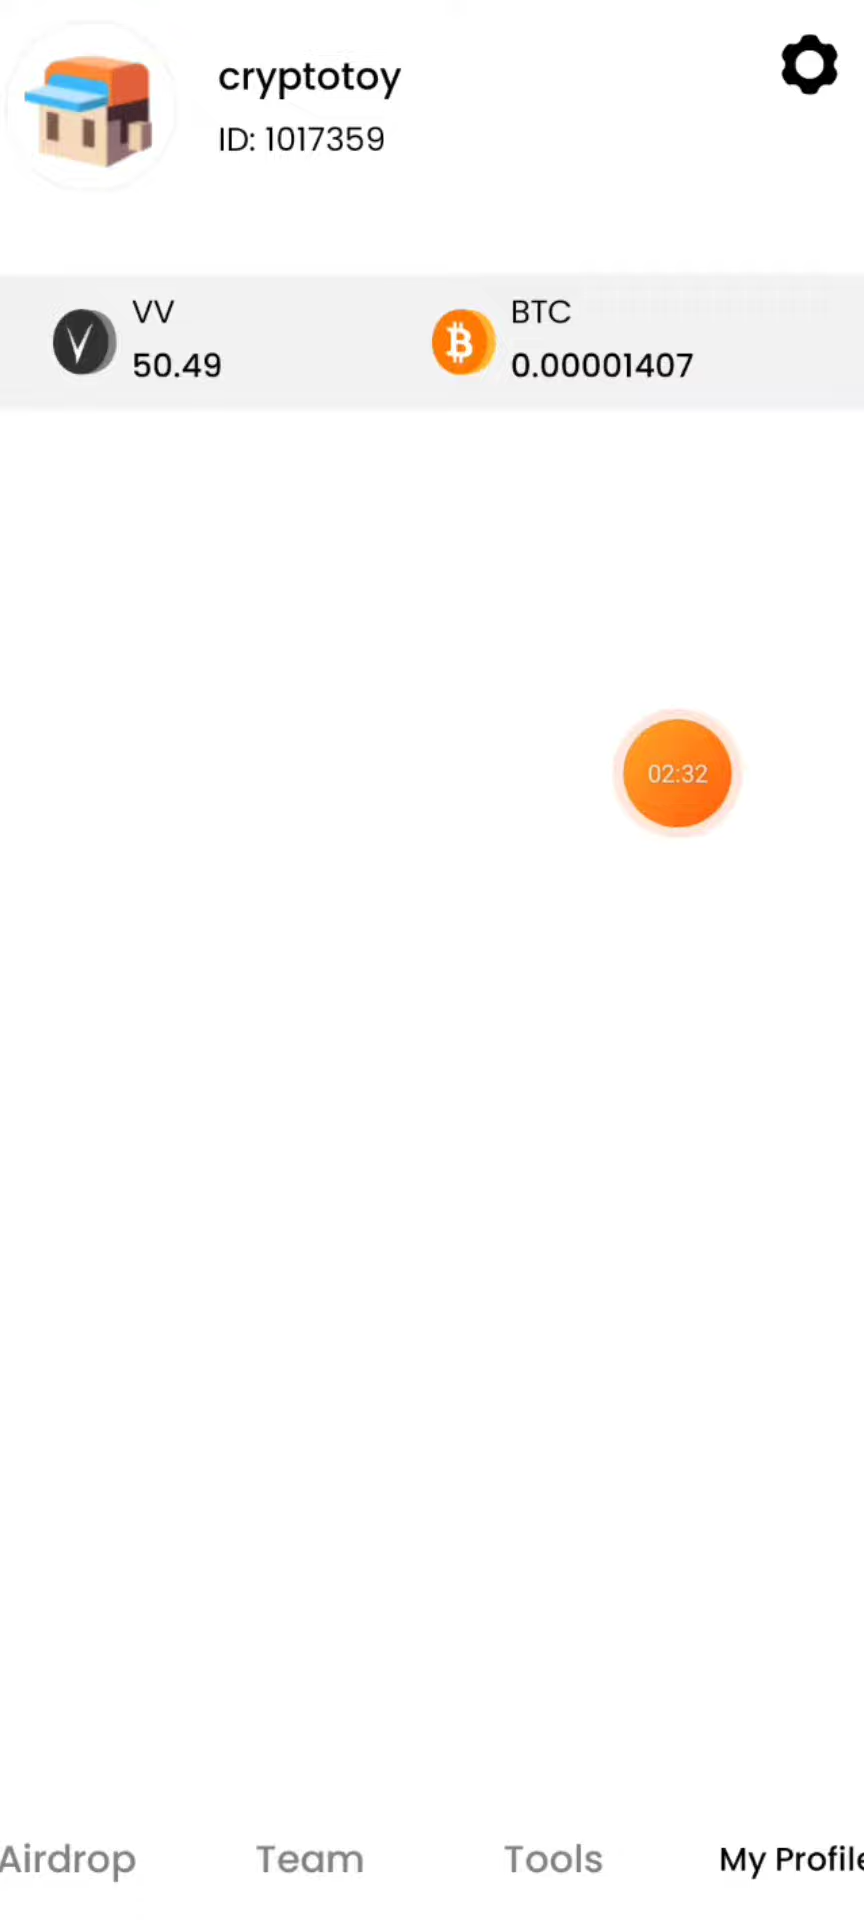 cryptotoy
ID: 1017359
VV
50.49
BTC
0.00001407
02:32
Airdrop
Team
Tools
My Profile